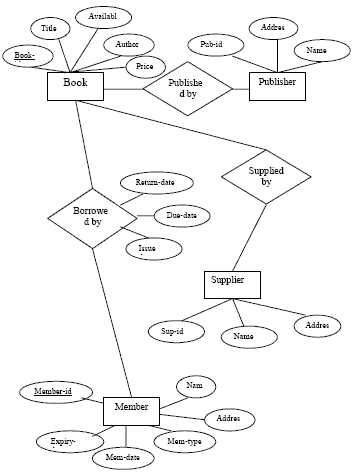 Availabl
Title
Addres
Author
Pub-id
Name
Book-
Price
Book
Publishe
d by
Publisher
Supplied
by
Return-date
Borrowe
d by
Due-date
Issue
Supplier
Sup-id
Name
Addres
Member-id
Nam
Member
Addres
Expiry-
Mem-type
Mem-date